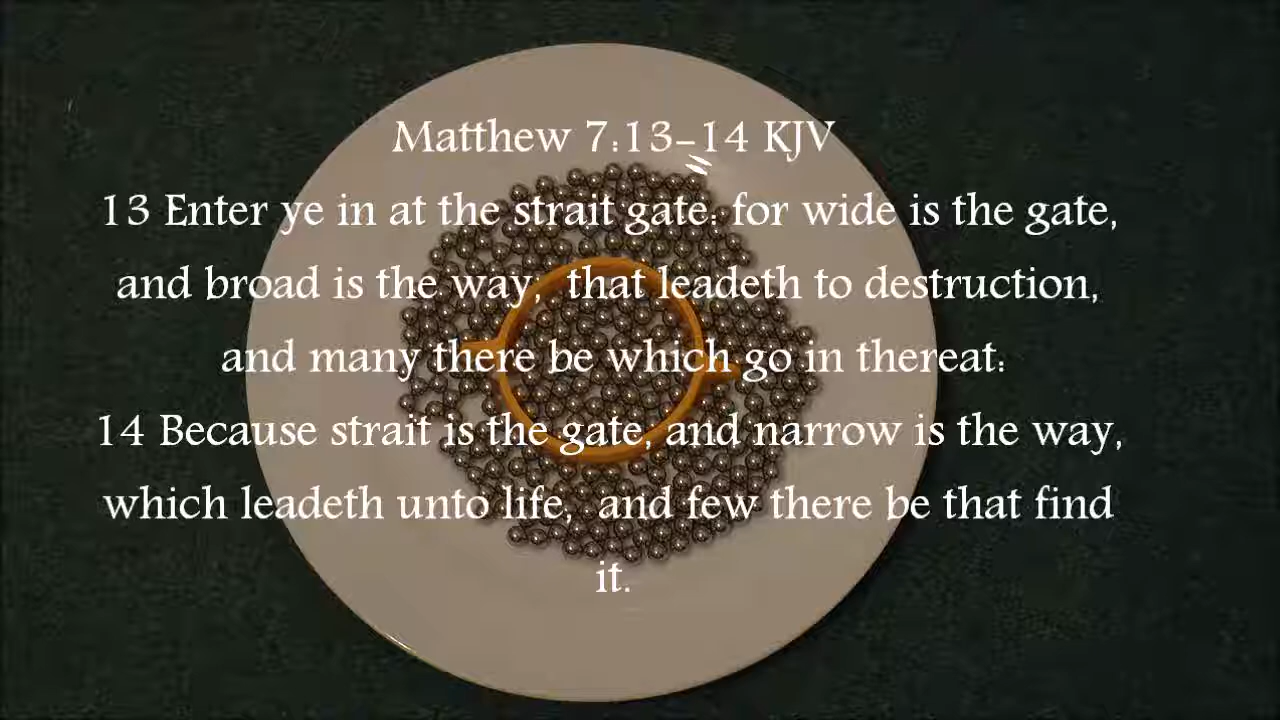 Matthew 7:13-14 KJV
13 Enter ye in at the strait gate: for wide is the gate,
and broad is the way;  that leadeth to destruction,
and many there be which go in thereat:
14 Because strait is the gate, and narrow is the way,
which leadeth unto life,  and few there be that find
it.